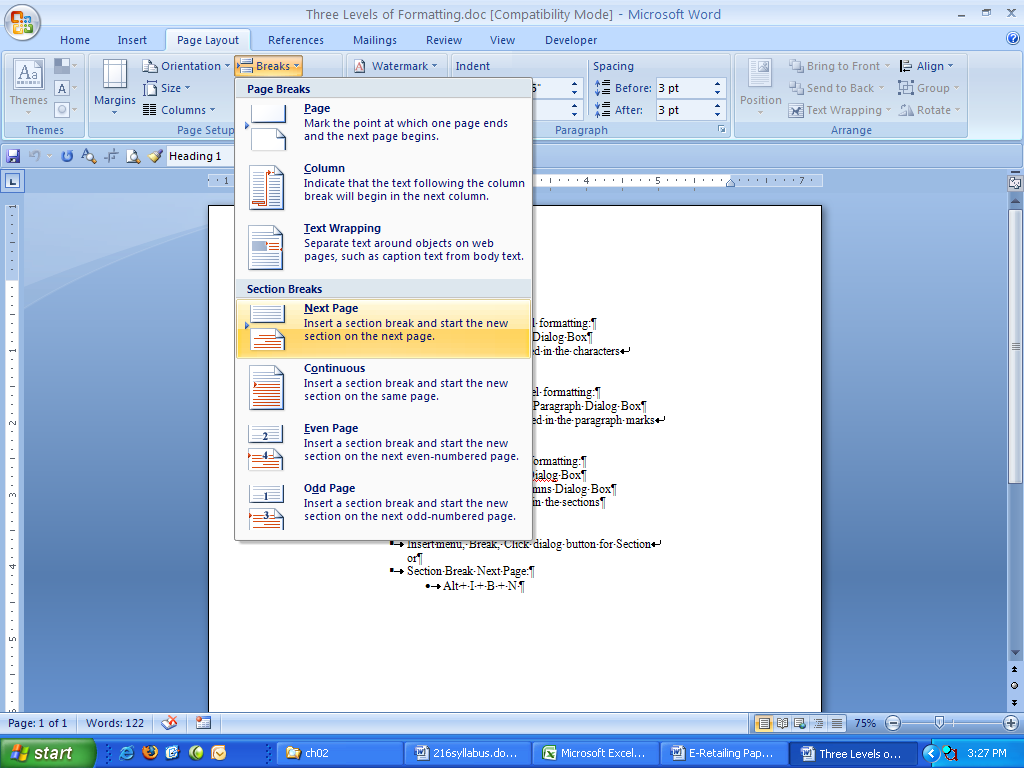 Three Levels of Formatting.doc [Compatibility Mode] - Microsoft Word
Home Insert Page Layout References Mailings Review View Developer
Themes
Themes
Margins
Orientation
Size
Columns
Page Setup
Breaks
Watermark
Indent
Spacing
Before: 3 pt
After: 3 pt
Paragraph
Position
Bring to Front
Send to Back
Text Wrapping
Align
Group
Rotate
Arrange
Heading 1
1 4 5 7
Page Breaks
Page
Mark the point at which one page ends
and the next page begins.
Column
Indicate that the text following the column
break will begin in the next column.
Text Wrapping
Separate text around objects on web
pages, such as caption text from body text.
Section Breaks
Next Page
Insert a section break and start the new
section on the next page.
Continuous
Insert a section break and start the new
section on the same page.
Even Page
Insert a section break and start the new
section on the next even-numbered page.
Odd Page
Insert a section break and start the new
section on the next odd-numbered page.
formatting:¶
Dialog·Box¶
in·the·characters
formatting:¶
Paragraph·Dialog·Box¶
in·the·paragraph·marks
formatting:¶
Dialog·Box¶
Dialog·Box¶
in·the·sections¶
Insert·menu,·Break,·Click·dialog·button·for·Section
or¶
Section·Break·Next·Page:¶
Alt·+·I·+·B·+·N·¶
1
1
2
3
4
5
Page: 1 of 1 Words: 122 75%
start ch02 216syllabus.do... Microsoft Excel... E-Retailing Pap... Three Levels o... 3:27 PM